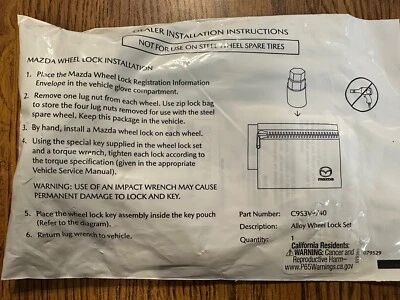 DEALER INSTALLATION INSTRUCTIONS
NOT FOR USE ON STEEL WHEEL SPARE TIRES
MAZDA WHEEL LOCK INSTALLATION
1. Place the Mazda Wheel Lock Registration Information
Envelope in the vehicle glove compartment.
2. Remove one lug nut from each wheel. Use zip lock bag
to store the four lug nuts removed for use with the steel
spare wheel. Keep this package in the vehicle.
3. By hand, install a Mazda wheel lock on each wheel.
4. Using the special key supplied in the wheel lock set
and a torque wrench, tighten each lock according to
the torque specification (given in the appropriate
Vehicle Service Manual).
WARNING: USE OF AN IMPACT WRENCH MAY CAUSE
PERMANENT DAMAGE TO LOCK AND KEY.
5. Place the wheel lock key assembly inside the key pouch
(Refer to the diagram).
6. Return lug wrench to vehicle.
mazda
Part Number:
Description: Alloy Wheel Lock Set
Quantity: 1
California Residents:
WARNING: Cancer and
Reproductive Harm-
www.P65Warnings.ca.gov